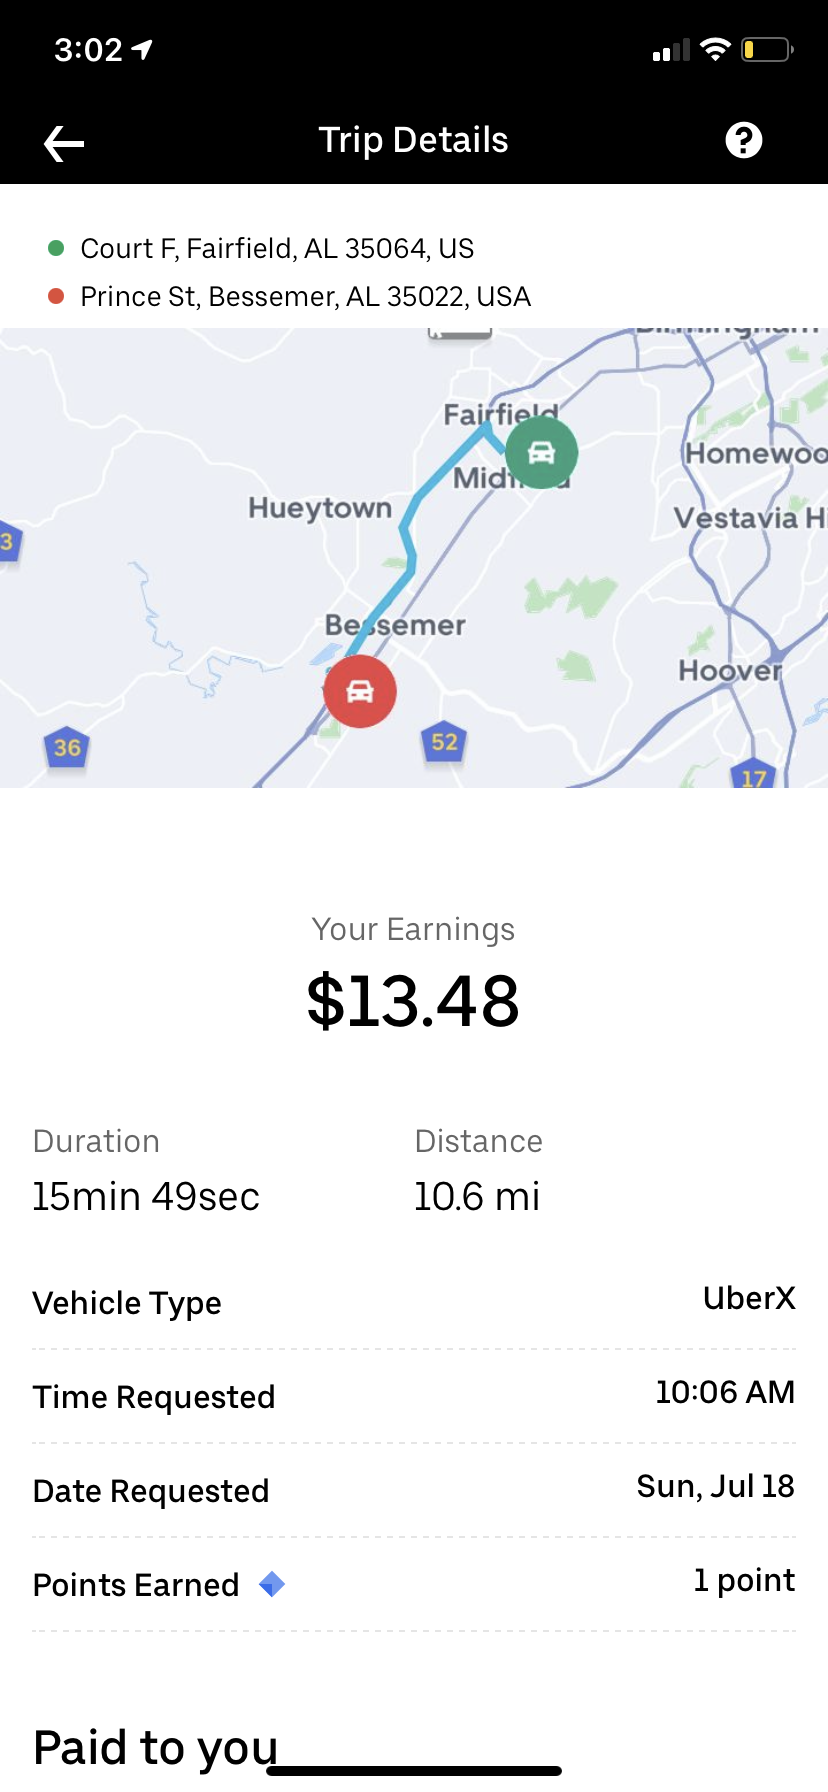 3:02
Trip Details
?
Court F, Fairfield, AL 35064, US
Prince St, Bessemer, AL 35022, USA
Birmingham
Fairfield
Homewoo
Hueytown
Vestavia Hi
3
Bessemer
Hoover
36
52
17
Your Earnings
$13.48
Duration
Distance
15min 49sec
10.6 mi
Vehicle Type
UberX
Time Requested
10:06 AM
Date Requested
Sun, Jul 18
Points Earned
1 point
Paid to you